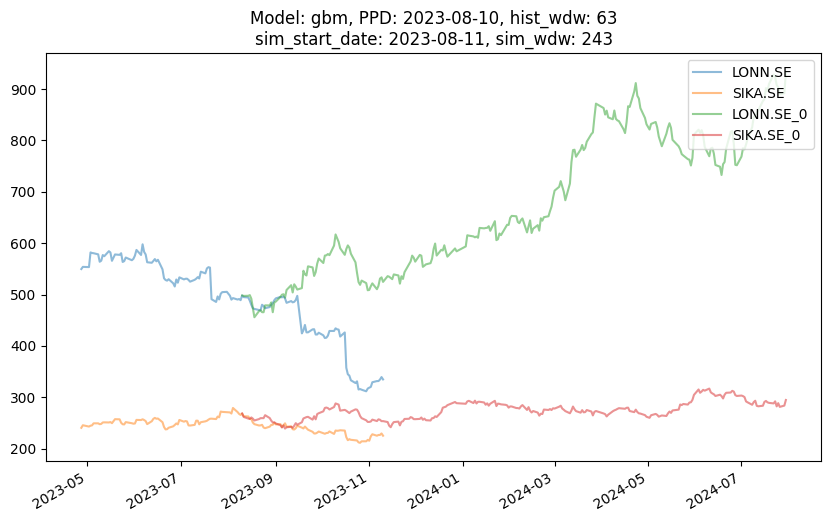 Model: gbm, PPD: 2023-08-10, hist_wdw: 63
sim_start_date: 2023-08-11, sim_wdw: 243
LONN.SE
SIKA.SE
LONN.SE_0
SIKA.SE_0
900
800
700
600
500
400
300
200
2023-05
2023-07
2023-09
2023-11
2024-01
2024-03
2024-05
2024-07